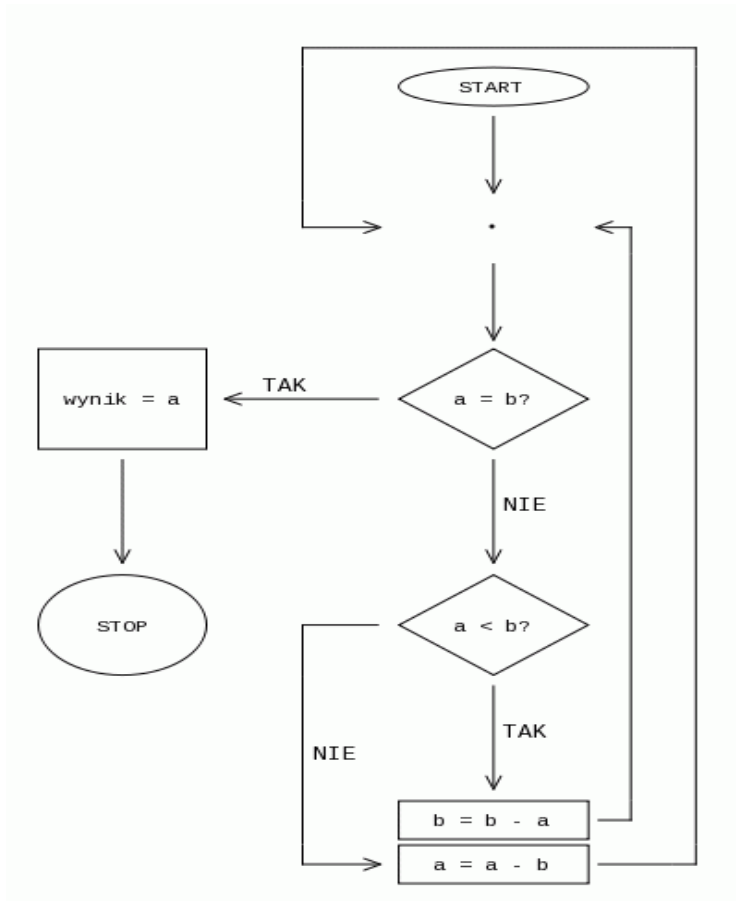 START
.
a = b?
TAK
wynik = a
NIE
STOP
a < b?
TAK
NIE
b = b - a
a = a - b